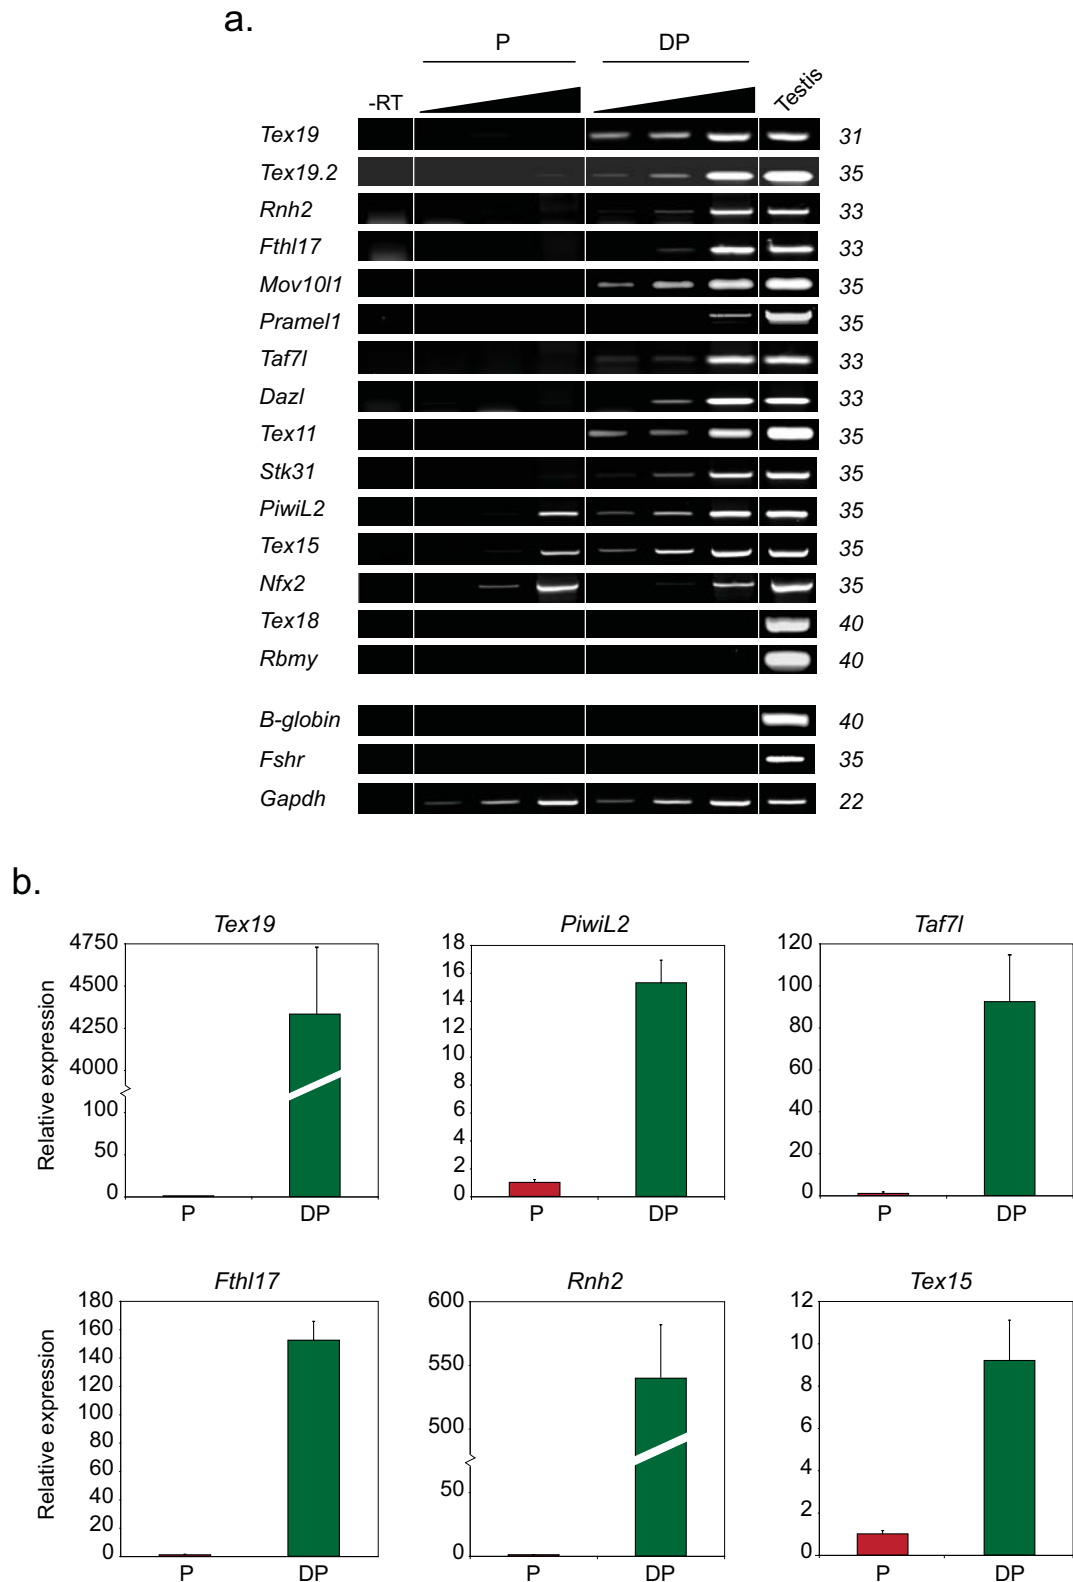 a.
P DP
-RT Testis
Tex19 31
Tex19.2 35
Rnh2 33
Fthl17 33
Mov10l1 35
Pramel1 35
Taf7l 33
Dazl 33
Tex11 35
Stk31 35
PiwiL2 35
Tex15 35
Nfx2 35
Tex18 40
Rbmy 40
B-globin 40
Fshr 35
Gapdh 22
b.
Tex19
Relative expression
4750
4500
4250
4000
100
50
0
P DP
PiwiL2
18
16
14
12
10
8
6
4
2
0
P DP
Taf7l
120
100
80
60
40
20
0
P DP
Fthl17
Relative expression
180
160
140
120
100
80
60
40
20
0
P DP
Rnh2
600
550
500
50
0
P DP
Tex15
12
10
8
6
4
2
0
P DP